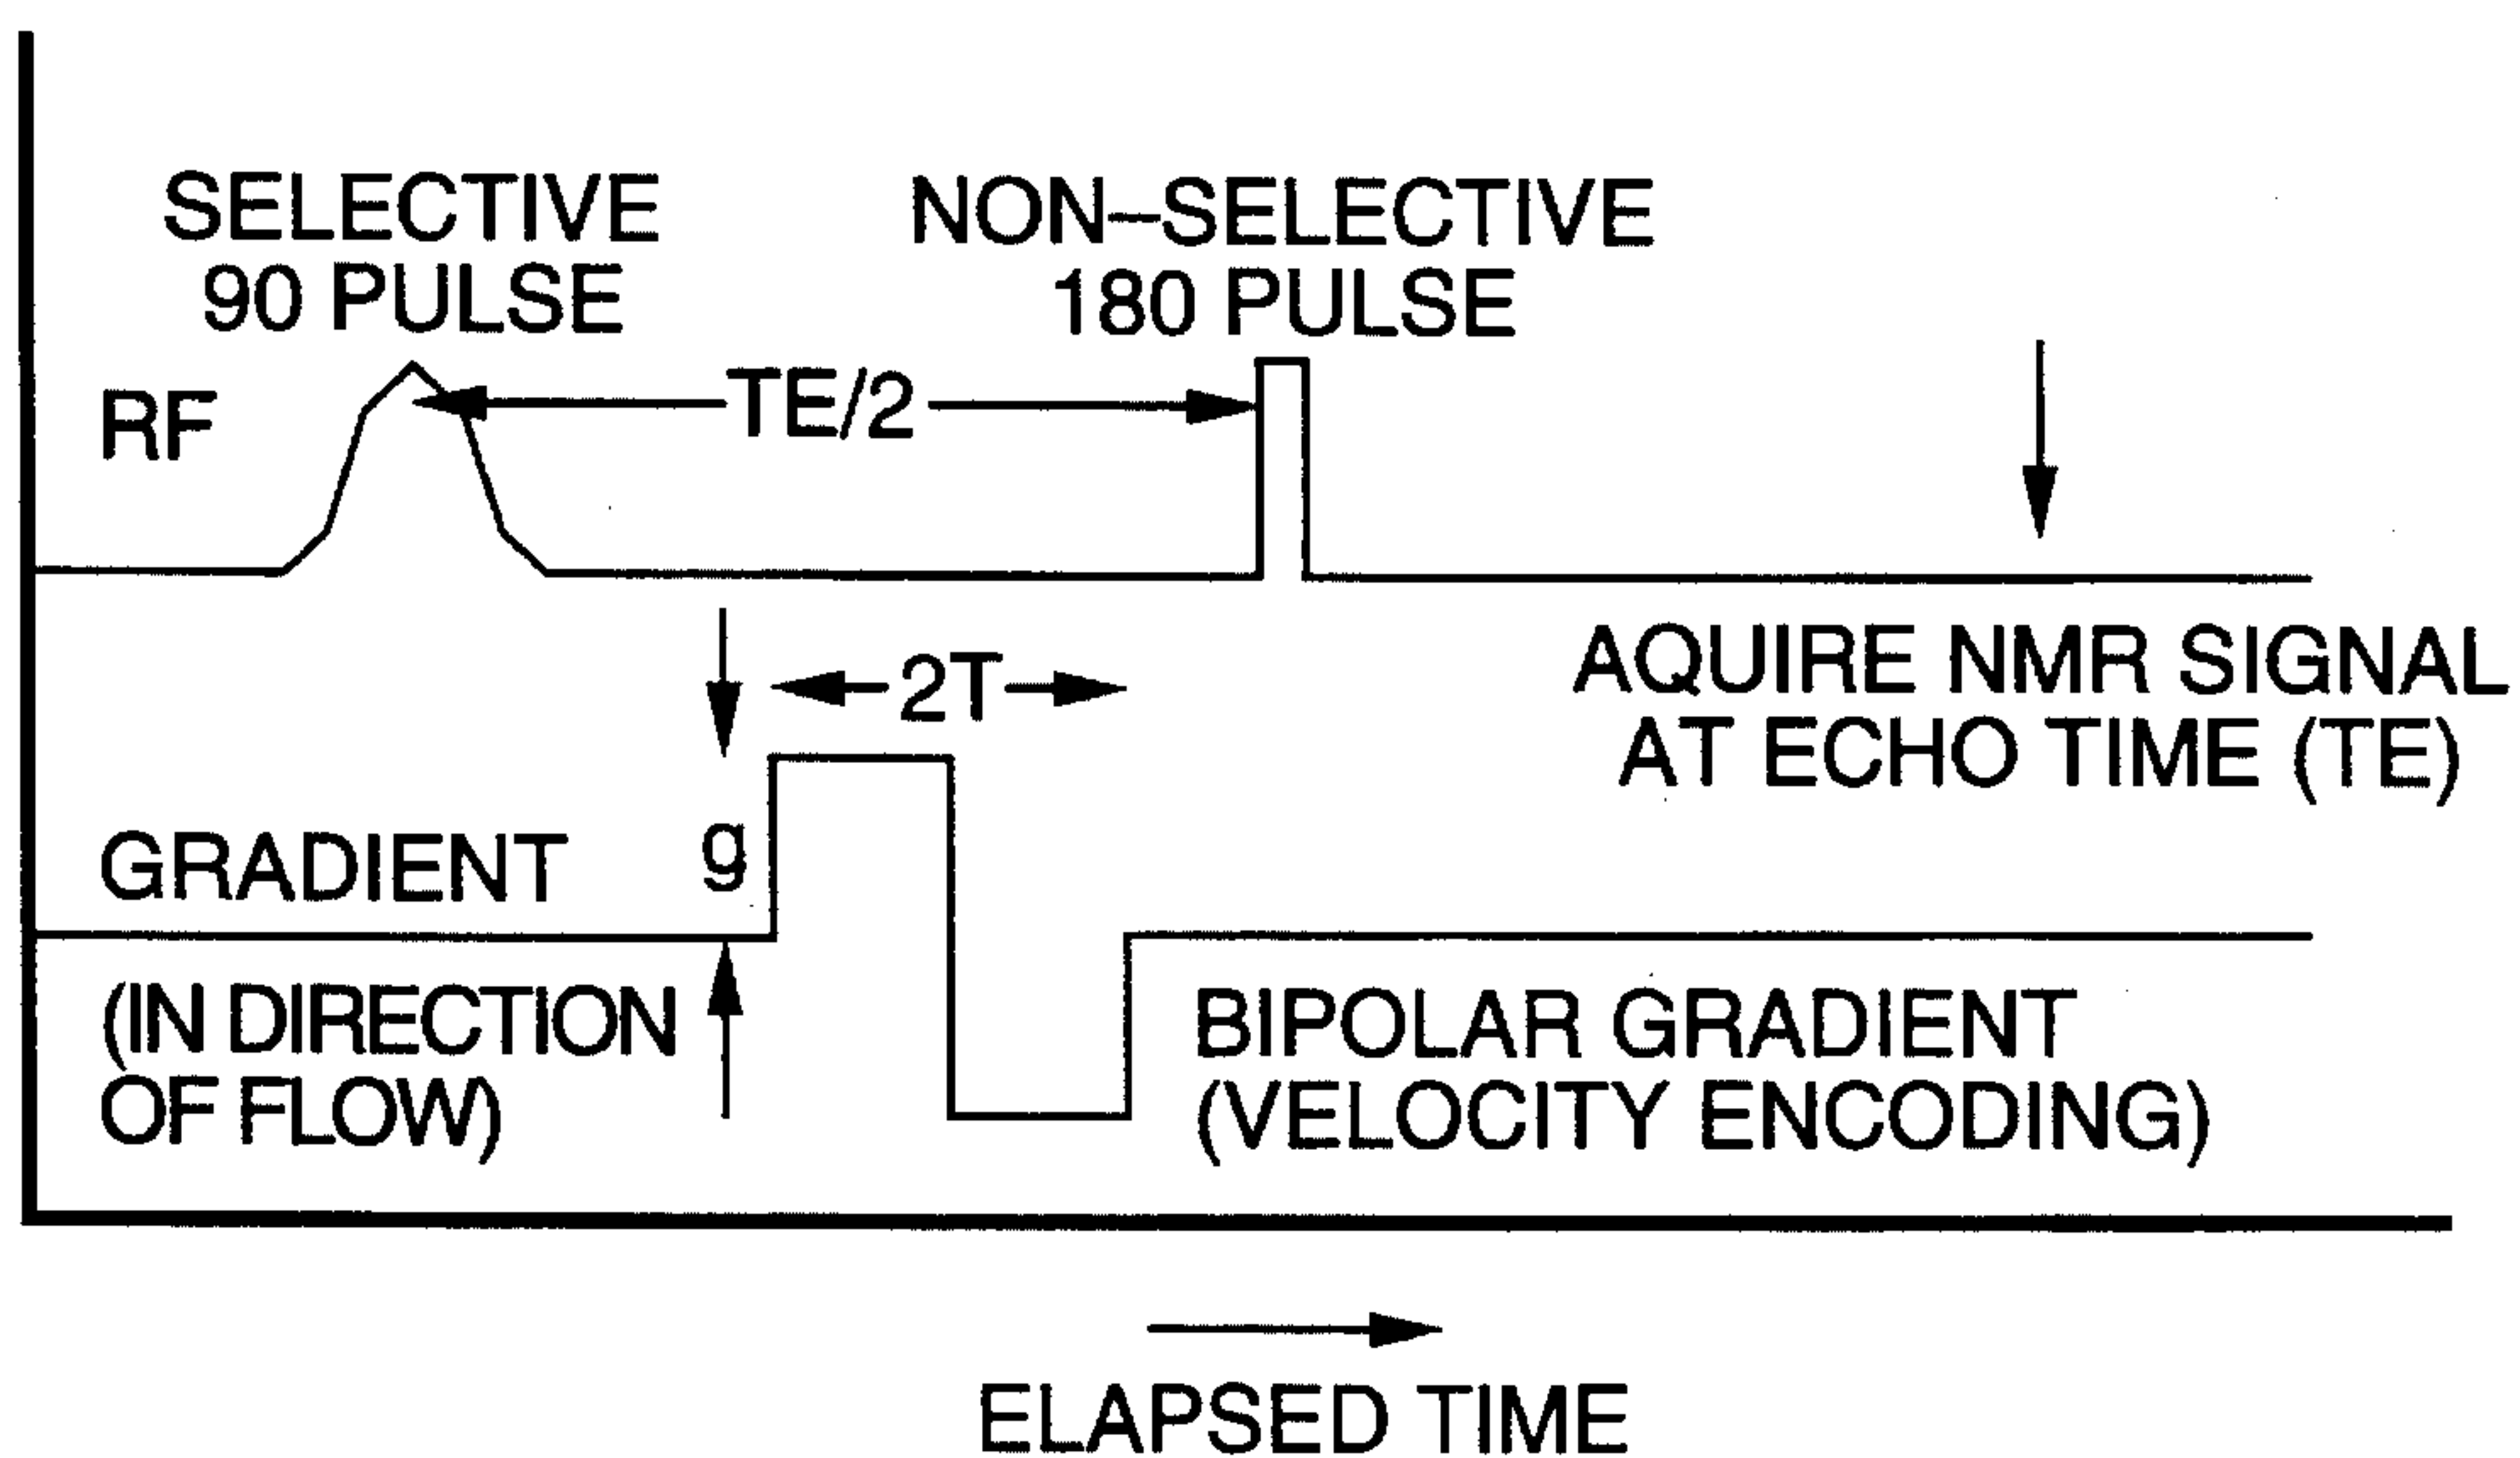 SELECTIVE
90 PULSE
NON-SELECTIVE
180 PULSE
RF
TE/2
2T
AQUIRE NMR SIGNAL
AT ECHO TIME (TE)
GRADIENT
g
(IN DIRECTION
OF FLOW)
BIPOLAR GRADIENT
(VELOCITY ENCODING)
ELAPSED TIME